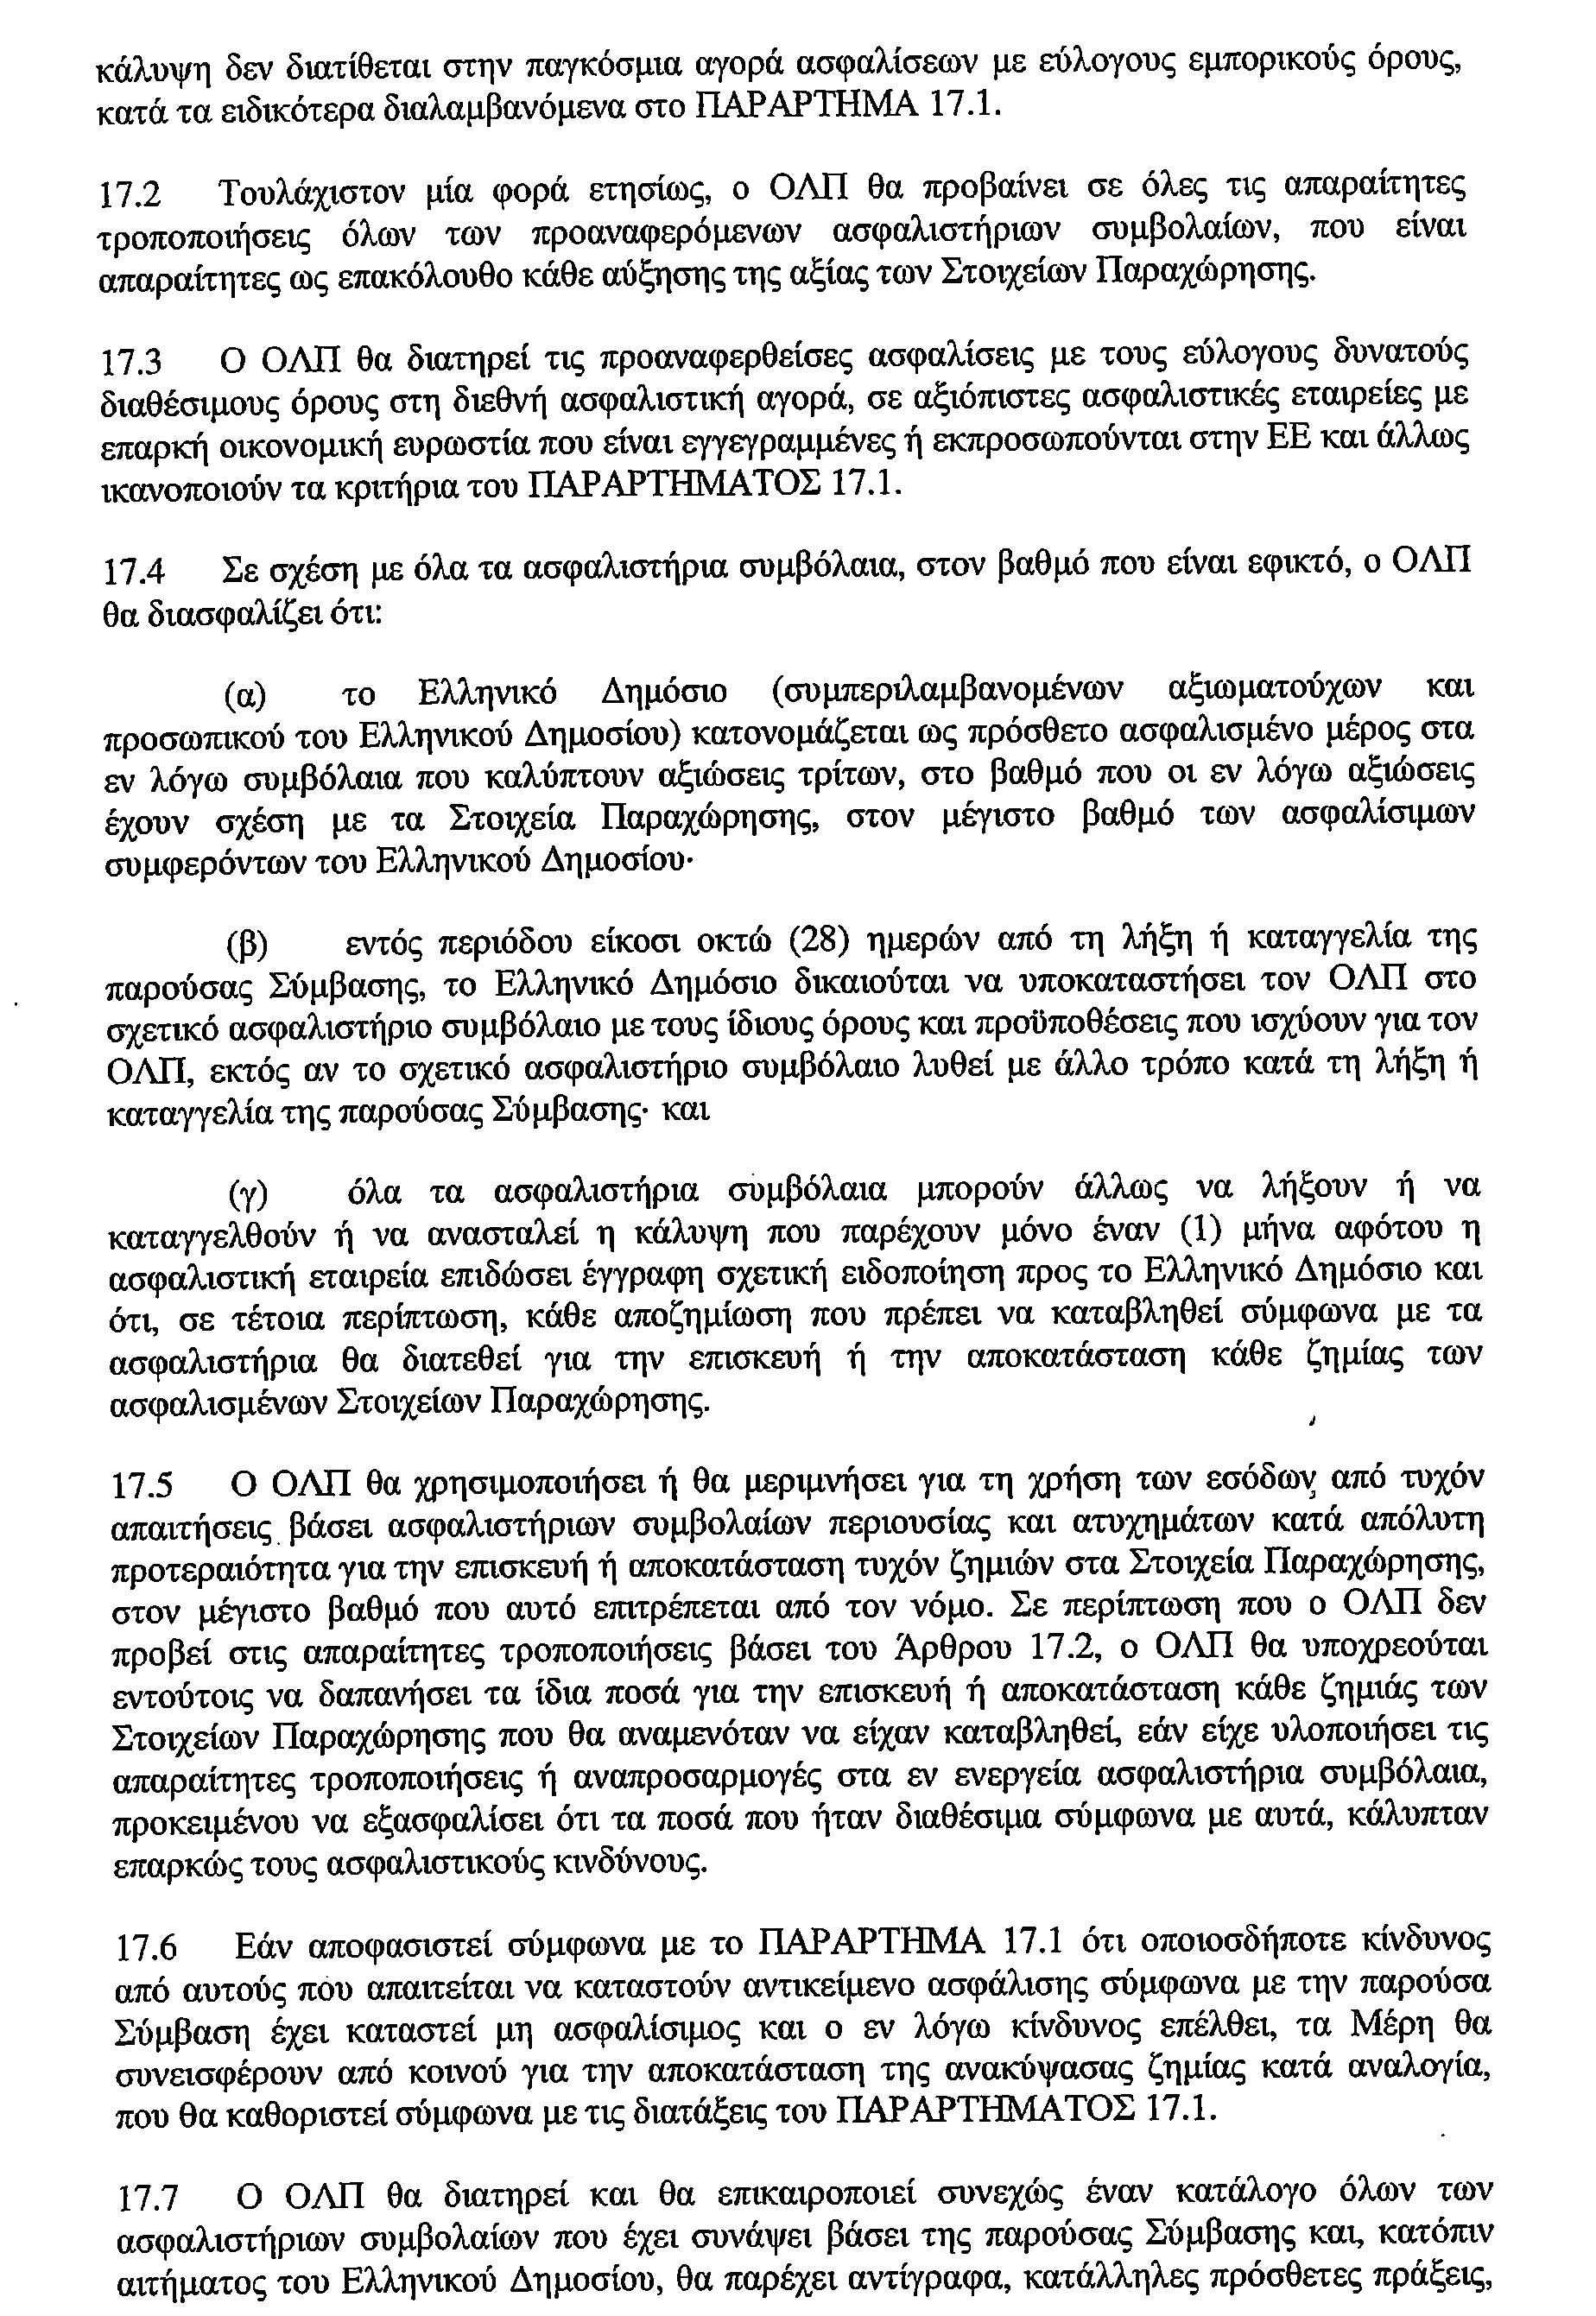 κάλυψη δεν διατίθεται στην παγκόσμια αγορά ασφαλίσεων με εύλογους εμπορικούς όρους,
κατά τα ειδικότερα διαλαμβανόμενα στο ΠΑΡΑΡΤΗΜΑ 17.1.
17.2 Τουλάχιστον μία φορά ετησίως, ο ΟΛΠ θα προβαίνει σε όλες τις απαραίτητες
τροποποιήσεις όλων των προαναφερόμενων ασφαλιστήριων συμβολαίων, που είναι
απαραίτητες ως επακόλουθο κάθε αύξησης της αξίας των Στοιχείων Παραχώρησης.
17.3 Ο ΟΛΠ θα διατηρεί τις προαναφερθείσες ασφαλίσεις με τους εύλογους δυνατούς
διαθέσιμους όρους στη διεθνή ασφαλιστική αγορά, σε αξιόπιστες ασφαλιστικές εταιρείες με
επαρκή οικονομική ευρωστία που είναι εγγεγραμμένες ή εκπροσωπούνται στην ΕΕ και άλλως
ικανοποιούν τα κριτήρια του ΠΑΡΑΡΤΗΜΑΤΟΣ 17.1.
17.4 Σε σχέση με όλα τα ασφαλιστήρια συμβόλαια, στον βαθμό που είναι εφικτό, ο ΟΛΠ
θα διασφαλίζει ότι:
(α) το Ελληνικό Δημόσιο (συμπεριλαμβανομένων αξιωματούχων και
προσωπικού του Ελληνικού Δημοσίου) κατονομάζεται ως πρόσθετο ασφαλισμένο μέρος στα
εν λόγω συμβόλαια που καλύπτουν αξιώσεις τρίτων, στο βαθμό που οι εν λόγω αξιώσεις
έχουν σχέση με τα Στοιχεία Παραχώρησης, στον μέγιστο βαθμό των ασφαλίσιμων
συμφερόντων του Ελληνικού Δημοσίου·
(β) εντός περιόδου είκοσι οκτώ (28) ημερών από τη λήξη ή καταγγελία της
παρούσας Σύμβασης, το Ελληνικό Δημόσιο δικαιούται να υποκαταστήσει τον ΟΛΠ στο
σχετικό ασφαλιστήριο συμβόλαιο με τους ίδιους όρους και προϋποθέσεις που ισχύουν για τον
ΟΛΠ, εκτός αν το σχετικό ασφαλιστήριο συμβόλαιο λυθεί με άλλο τρόπο κατά τη λήξη ή
καταγγελία της παρούσας Σύμβασης· και
(γ) όλα τα ασφαλιστήρια συμβόλαια μπορούν άλλως να λήξουν ή να
καταγγελθούν ή να ανασταλεί η κάλυψη που παρέχουν μόνο έναν (1) μήνα αφότου η
ασφαλιστική εταιρεία επιδώσει έγγραφη σχετική ειδοποίηση προς το Ελληνικό Δημόσιο και
ότι, σε τέτοια περίπτωση, κάθε αποζημίωση που πρέπει να καταβληθεί σύμφωνα με τα
ασφαλιστήρια θα διατεθεί για την επισκευή ή την αποκατάσταση κάθε ζημίας των
ασφαλισμένων Στοιχείων Παραχώρησης.
17.5 Ο ΟΛΠ θα χρησιμοποιήσει ή θα μεριμνήσει για τη χρήση των εσόδων από τυχόν
απαιτήσεις βάσει ασφαλιστήριων συμβολαίων περιουσίας και ατυχημάτων κατά απόλυτη
προτεραιότητα για την επισκευή ή αποκατάσταση τυχόν ζημιών στα Στοιχεία Παραχώρησης,
στον μέγιστο βαθμό που αυτό επιτρέπεται από τον νόμο. Σε περίπτωση που ο ΟΛΠ δεν
προβεί στις απαραίτητες τροποποιήσεις βάσει του Άρθρου 17.2, ο ΟΛΠ θα υποχρεούται
εντούτοις να δαπανήσει τα ίδια ποσά για την επισκευή ή αποκατάσταση κάθε ζημιάς των
Στοιχείων Παραχώρησης που θα αναμενόταν να είχαν καταβληθεί, εάν είχε υλοποιήσει τις
απαραίτητες τροποποιήσεις ή αναπροσαρμογές στα εν ενεργεία ασφαλιστήρια συμβόλαια,
προκειμένου να εξασφαλίσει ότι τα ποσά που ήταν διαθέσιμα σύμφωνα με αυτά, κάλυπταν
επαρκώς τους ασφαλιστικούς κινδύνους.
17.6 Εάν αποφασιστεί σύμφωνα με το ΠΑΡΑΡΤΗΜΑ 17.1 ότι οποιοσδήποτε κίνδυνος
από αυτούς που απαιτείται να καταστούν αντικείμενο ασφάλισης σύμφωνα με την παρούσα
Σύμβαση έχει καταστεί μη ασφαλίσιμος και ο εν λόγω κίνδυνος επέλθει, τα Μέρη θα
συνεισφέρουν από κοινού για την αποκατάσταση της ανακύψασας ζημίας κατά αναλογία,
που θα καθοριστεί σύμφωνα με τις διατάξεις του ΠΑΡΑΡΤΗΜΑΤΟΣ 17.1.
17.7 Ο ΟΛΠ θα διατηρεί και θα επικαιροποιεί συνεχώς έναν κατάλογο όλων των
ασφαλιστήριων συμβολαίων που έχει συνάψει βάσει της παρούσας Σύμβασης και, κατόπιν
αιτήματος του Ελληνικού Δημοσίου, θα παρέχει αντίγραφα, κατάλληλες πρόσθετες πράξεις,